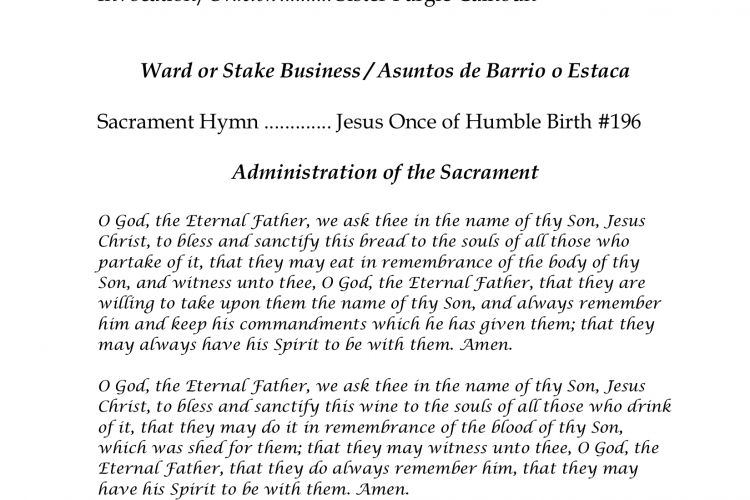 Ward or Stake Business / Asuntos de Barrio o Estaca
Sacrament Hymn ............. Jesus Once of Humble Birth #196
Administration of the Sacrament
O God, the Eternal Father, we ask thee in the name of thy Son, Jesus
Christ, to bless and sanctify this bread to the souls of all those who
partake of it, that they may eat in remembrance of the body of thy
Son, and witness unto thee, O God, the Eternal Father, that they are
willing to take upon them the name of thy Son, and always remember
him and keep his commandments which he has given them; that they
may always have his Spirit to be with them. Amen.
O God, the Eternal Father, we ask thee in the name of thy Son, Jesus
Christ, to bless and sanctify this wine to the souls of all those who drink
of it, that they may do it in remembrance of the blood of thy Son,
which was shed for them; that they may witness unto thee, O God, the
Eternal Father, that they do always remember him, that they may
have his Spirit to be with them. Amen.